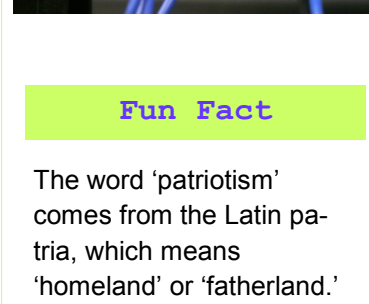 Fun Fact
The word ‘patriotism’
comes from the Latin pa-
tria, which means
‘homeland’ or ‘fatherland.’